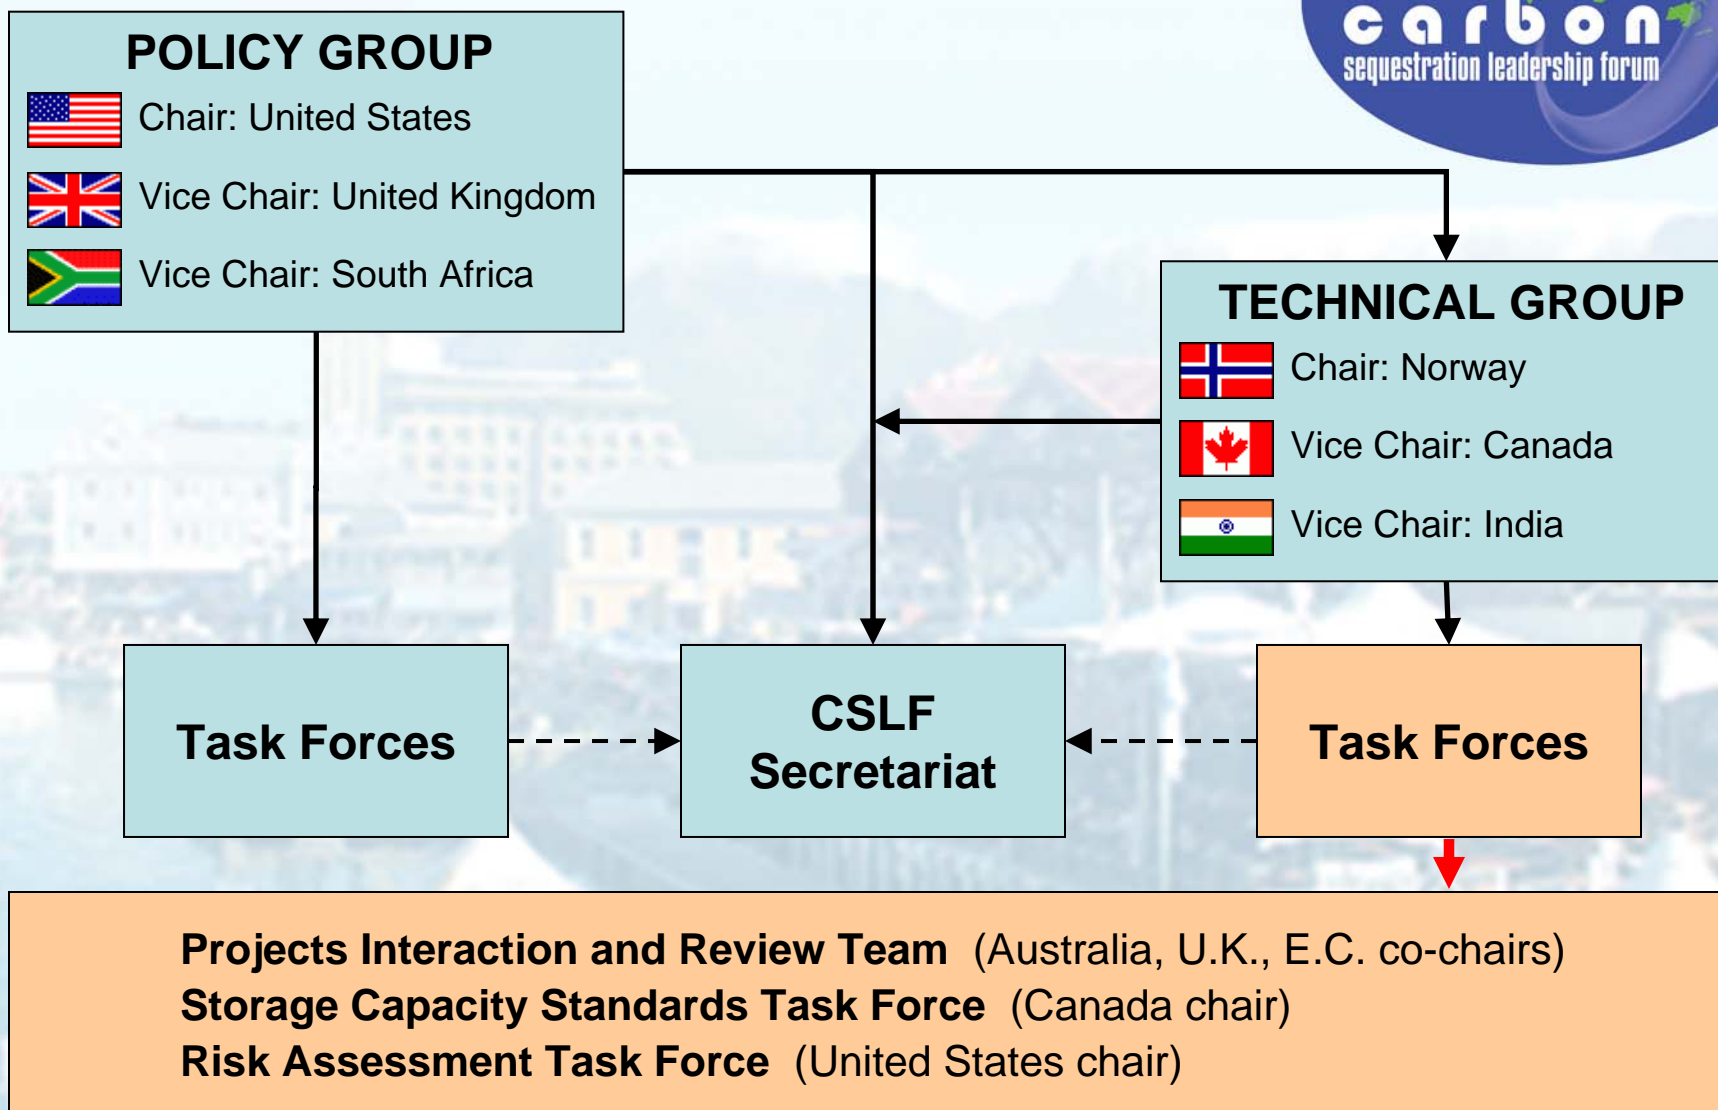 carbon
sequestration leadership forum
POLICY GROUP
Chair: United States
Vice Chair: United Kingdom
Vice Chair: South Africa
TECHNICAL GROUP
Chair: Norway
Vice Chair: Canada
Vice Chair: India
Task Forces
CSLF
Secretariat
Task Forces
Projects Interaction and Review Team (Australia, U.K., E.C. co-chairs)
Storage Capacity Standards Task Force (Canada chair)
Risk Assessment Task Force (United States chair)